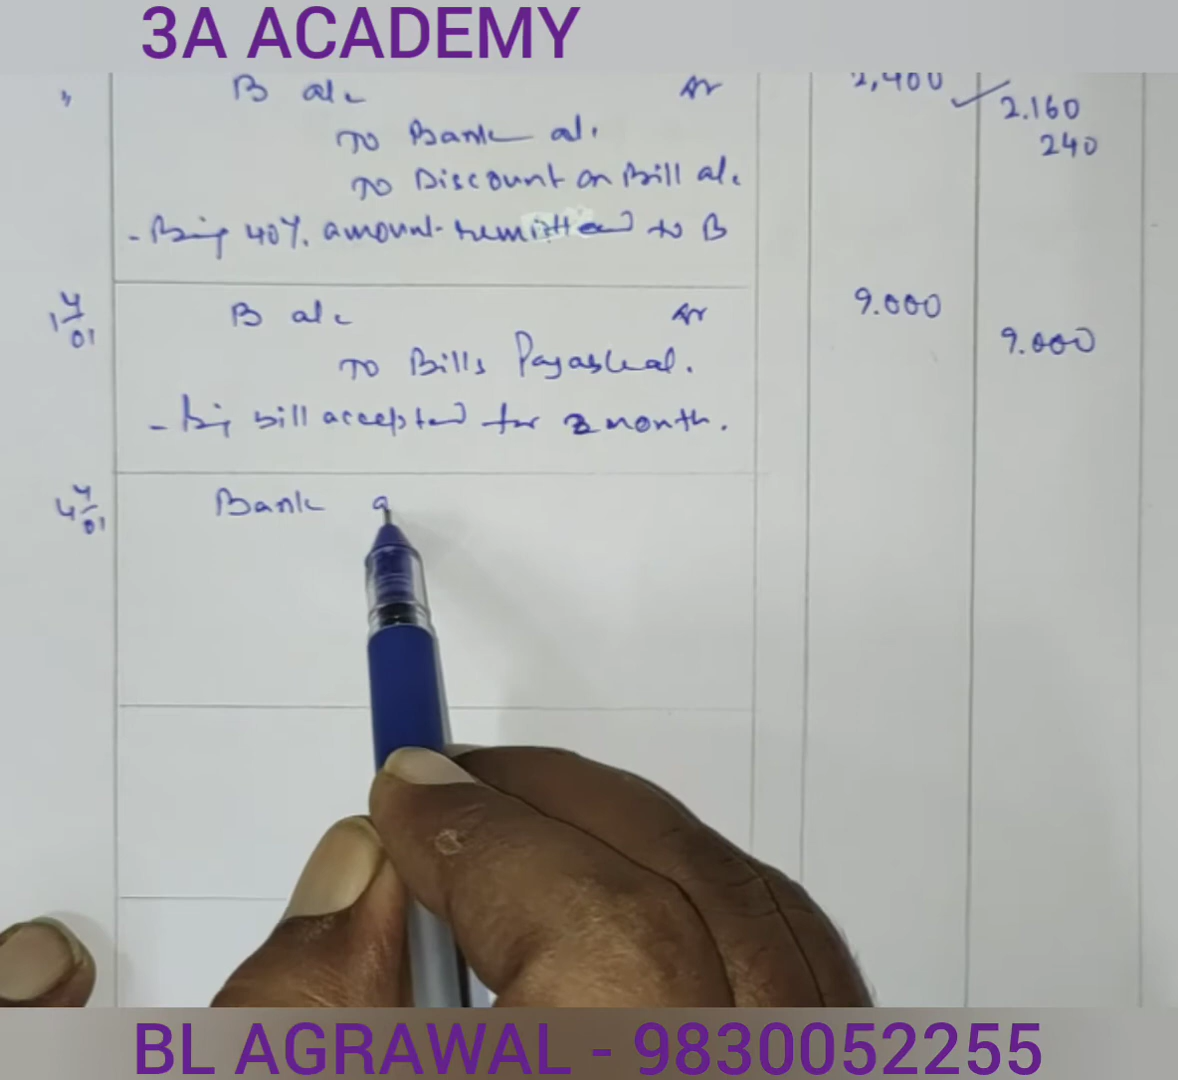 3A ACADEMY
" B a/c Dr 2,400
To Bank a/c 2.160
To Discount on Bill a/c 240
- Being 40%. amount remitted to B
1/4/01 B a/c Dr 9.000
To Bills Payable a/c. 9.000
- Being bill accepted for 3 month.
4/4/01 Bank a
BL AGRAWAL - 9830052255